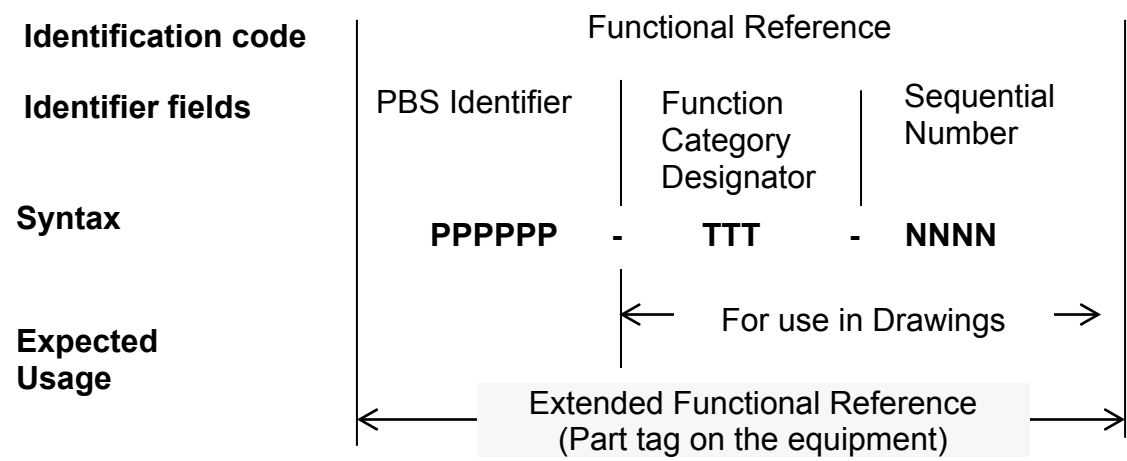 Identification code
Functional Reference
Identifier fields
PBS Identifier
Function
Category
Designator
Sequential
Number
Syntax
PPPPPP - TTT - NNNN
For use in Drawings
Expected
Usage
Extended Functional Reference
(Part tag on the equipment)